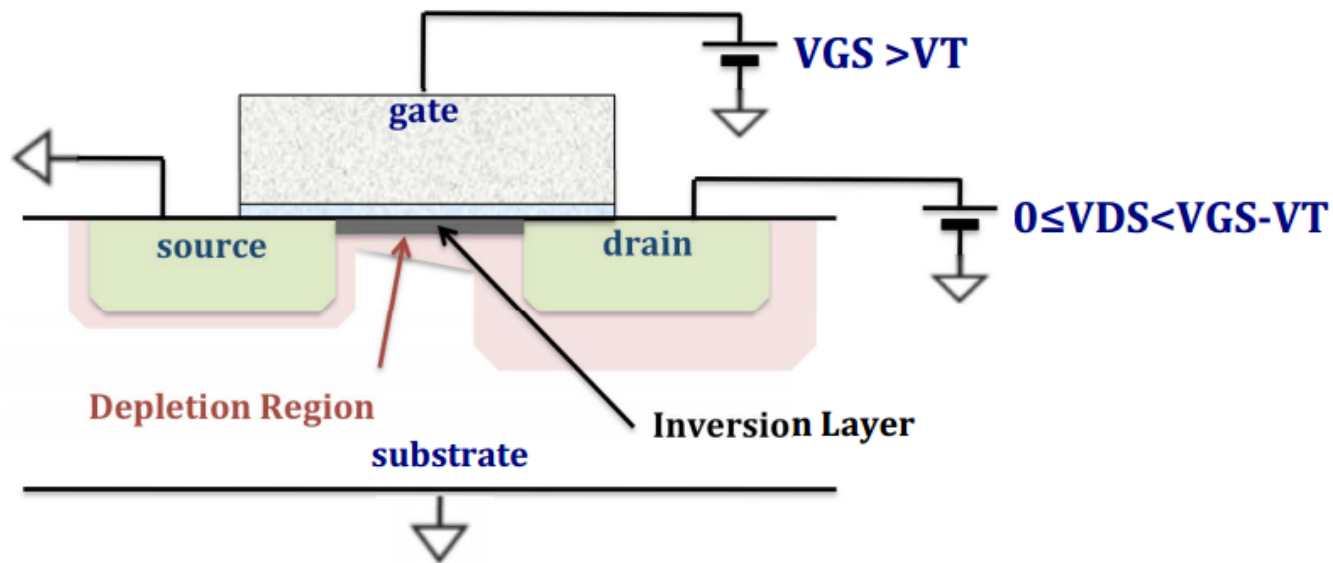 VGS >VT
gate
0≤VDS<VGS-VT
source
drain
Depletion Region
Inversion Layer
substrate